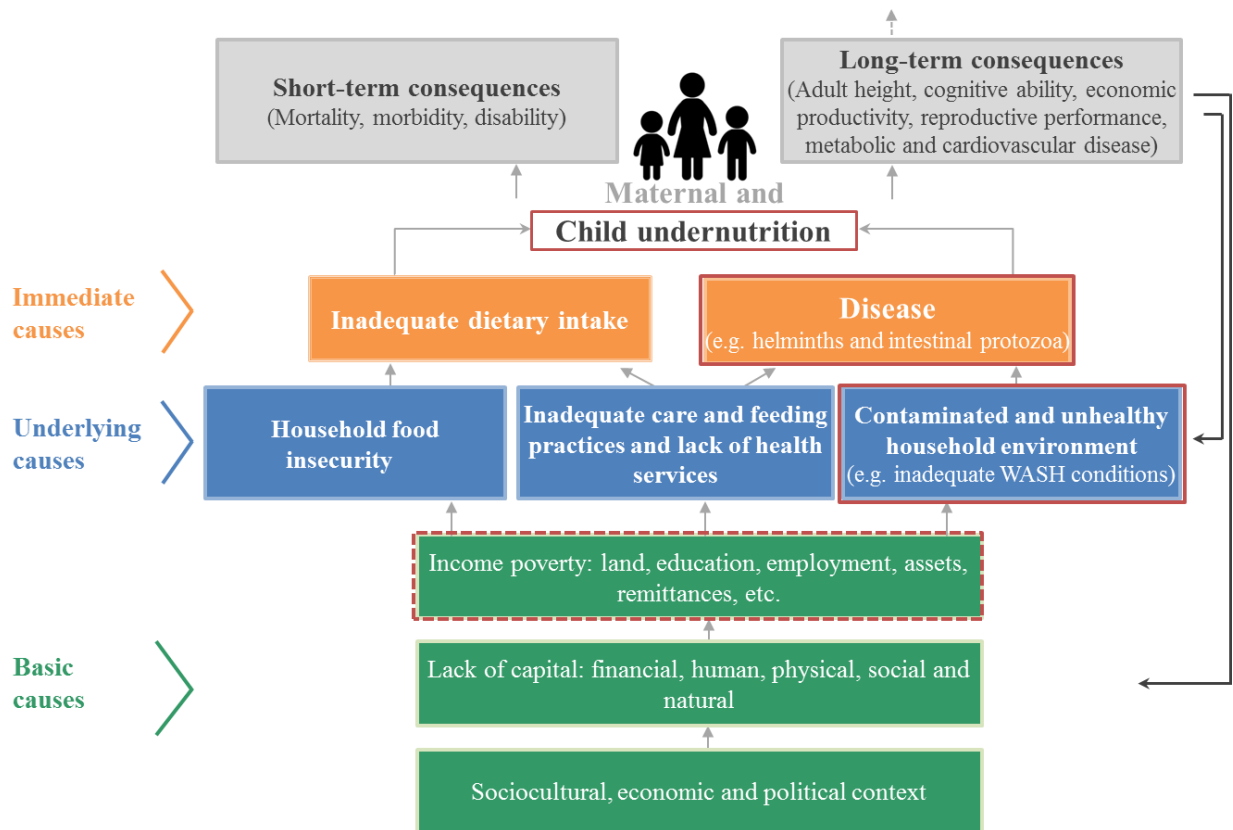 Short-term consequences
(Mortality, morbidity, disability)
Long-term consequences
(Adult height, cognitive ability, economic
productivity, reproductive performance,
metabolic and cardiovascular disease)
Maternal and
Child undernutrition
Immediate
causes
Inadequate dietary intake
Disease
(e.g. helminths and intestinal protozoa)
Underlying
causes
Household food
insecurity
Inadequate care and feeding
practices and lack of health
services
Contaminated and unhealthy
household environment
(e.g. inadequate WASH conditions)
Income poverty: land, education, employment, assets,
remittances, etc.
Basic
causes
Lack of capital: financial, human, physical, social and
natural
Sociocultural, economic and political context